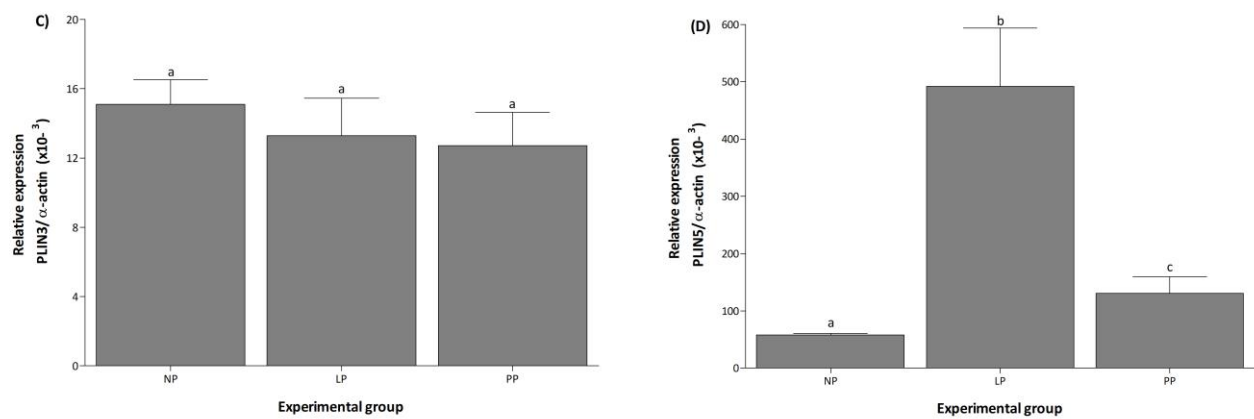 C)
20
16
12
8
4
0
Relative expression
PLIN3/α-actin (x10-³)
a
a
a
NP
LP
PP
Experimental group
(D)
600
500
400
300
200
100
0
Relative expression
PLIN5/α-actin (x10-³)
a
b
c
NP
LP
PP
Experimental group